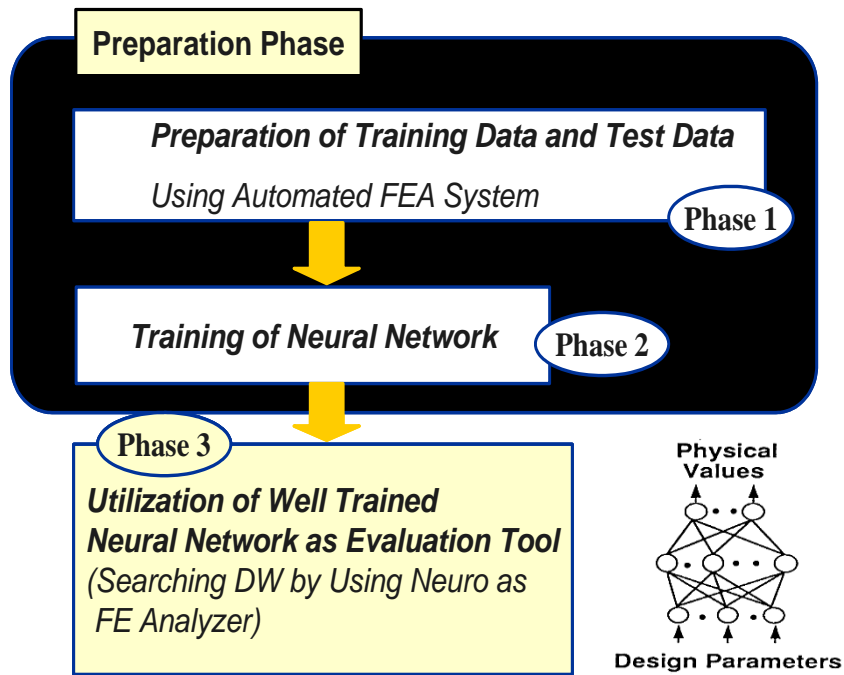 Preparation Phase
Preparation of Training Data and Test Data
Using Automated FEA System
Phase 1
Training of Neural Network
Phase 2
Phase 3
Utilization of Well Trained
Neural Network as Evaluation Tool
(Searching DW by Using Neuro as
FE Analyzer)
Physical
Values
Design Parameters